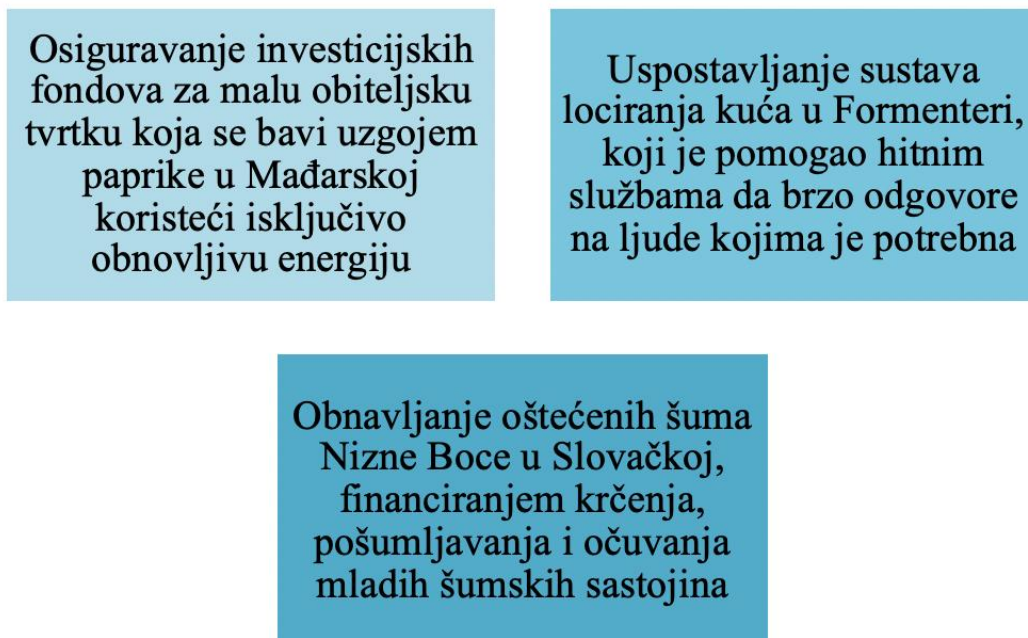 Osiguravanje investicijskih
fondova za malu obiteljsku
tvrtku koja se bavi uzgojem
paprike u Mađarskoj
koristeći isključivo
obnovljivu energiju
Uspostavljanje sustava
lociranja kuća u Formenteri,
koji je pomogao hitnim
službama da brzo odgovore
na ljude kojima je potrebna
Obnavljanje oštećenih šuma
Nizne Boce u Slovačkoj,
financiranjem krčenja,
pošumljavanja i očuvanja
mladih šumskih sastojina